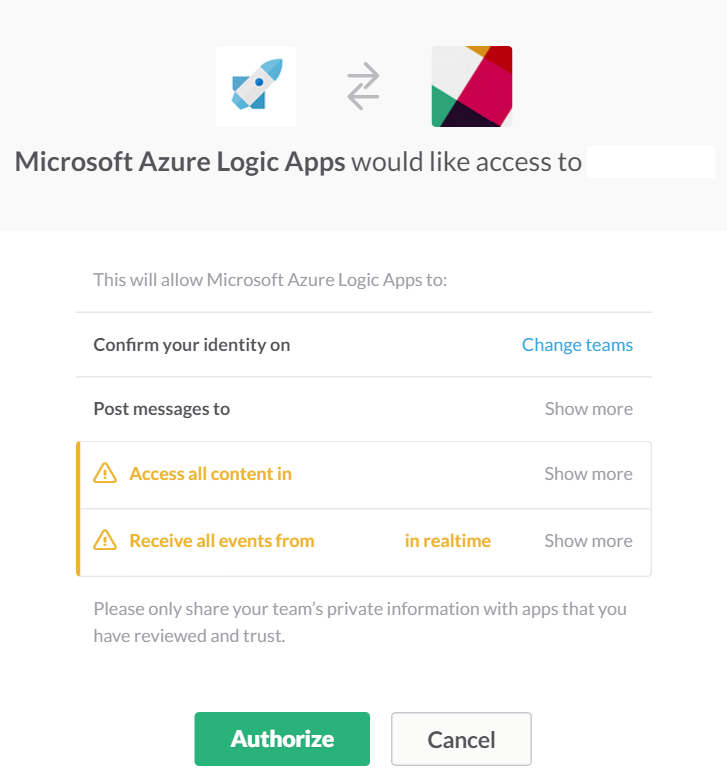 Microsoft Azure Logic Apps would like access to
This will allow Microsoft Azure Logic Apps to:
Confirm your identity on Change teams
Post messages to Show more
Access all content in Show more
Receive all events from in realtime Show more
Please only share your team’s private information with apps that you
have reviewed and trust.
Authorize Cancel